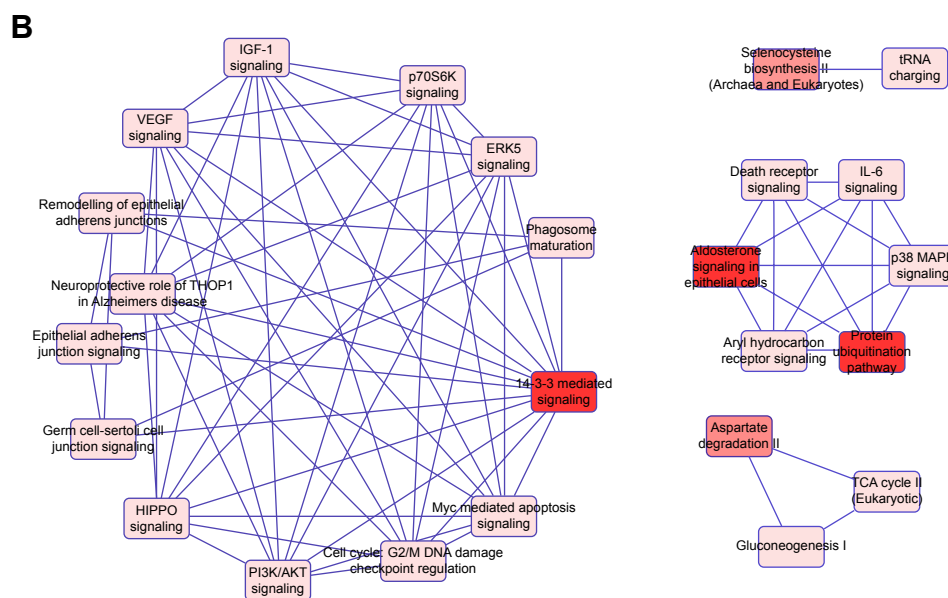 B
IGF-1
signaling
p70S6K
signaling
VEGF
signaling
ERK5
signaling
Remodelling of epithelial
adherens junctions
Phagosome
maturation
Neuroprotective role of THOP1
in Alzheimers disease
Epithelial adherens
junction signaling
14-3-3 mediated
signaling
Germ cell-sertoli cell
junction signaling
HIPPO
signaling
Myc mediated apoptosis
signaling
Cell cycle: G2/M DNA damage
checkpoint regulation
PI3K/AKT
signaling
Selenocysteine
biosynthesis II
(Archaea and Eukaryotes)
tRNA
charging
Death receptor
signaling
IL-6
signaling
Aldosterone
signaling in
epithelial cells
p38 MAPK
signaling
Aryl hydrocarbon
receptor signaling
Protein
ubiquitination
pathway
Aspartate
degradation II
TCA cycle II
(Eukaryotic)
Gluconeogenesis I